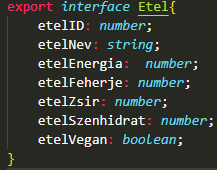 export interface Etel{
etelID: number;
etelNev: string;
etelEnergia:  number;
etelFeherje: number;
etelZsir: number;
etelSzenhidrat: number;
etelVegan: boolean;
}